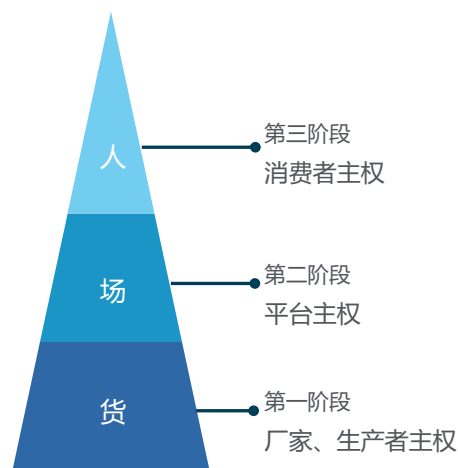 人
第三阶段
消费者主权
场
第二阶段
平台主权
货
第一阶段
厂家、生产者主权